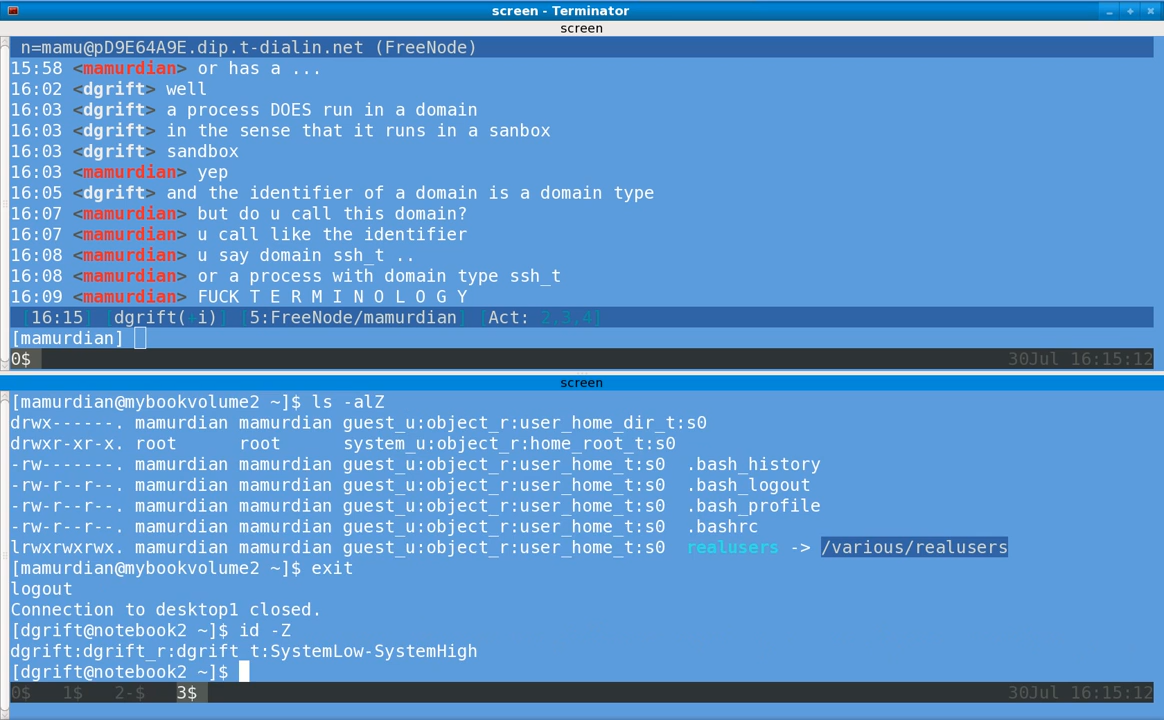 screen - Terminator
screen
n=mamu@pD9E64A9E.dip.t-dialin.net (FreeNode)
15:58 <mamurdian> or has a ...
16:02 <dgrift> well
16:03 <dgrift> a process DOES run in a domain
16:03 <dgrift> in the sense that it runs in a sanbox
16:03 <dgrift> sandbox
16:03 <mamurdian> yep
16:05 <dgrift> and the identifier of a domain is a domain type
16:07 <mamurdian> but do u call this domain?
16:07 <mamurdian> u call like the identifier
16:08 <mamurdian> u say domain ssh_t ..
16:08 <mamurdian> or a process with domain type ssh_t
16:09 <mamurdian> FUCK T E R M I N O L O G Y
[16:15] [dgrift(+i)] [5:FreeNode/mamurdian] [Act: 2,3,4]
[mamurdian]
0$ 30Jul 16:15:12
screen
[mamurdian@mybookvolume2 ~]$ ls -alZ
drwx------. mamurdian mamurdian guest_u:object_r:user_home_dir_t:s0
drwxr-xr-x. root root system_u:object_r:home_root_t:s0
-rw-------. mamurdian mamurdian guest_u:object_r:user_home_t:s0 .bash_history
-rw-r--r--. mamurdian mamurdian guest_u:object_r:user_home_t:s0 .bash_logout
-rw-r--r--. mamurdian mamurdian guest_u:object_r:user_home_t:s0 .bash_profile
-rw-r--r--. mamurdian mamurdian guest_u:object_r:user_home_t:s0 .bashrc
lrwxrwxrwx. mamurdian mamurdian guest_u:object_r:user_home_t:s0 realusers -> /various/realusers
[mamurdian@mybookvolume2 ~]$ exit
logout
Connection to desktop1 closed.
[dgrift@notebook2 ~]$ id -Z
dgrift:dgrift_r:dgrift_t:SystemLow-SystemHigh
[dgrift@notebook2 ~]$
0$ 1$ 2-$ 3$ 30Jul 16:15:12